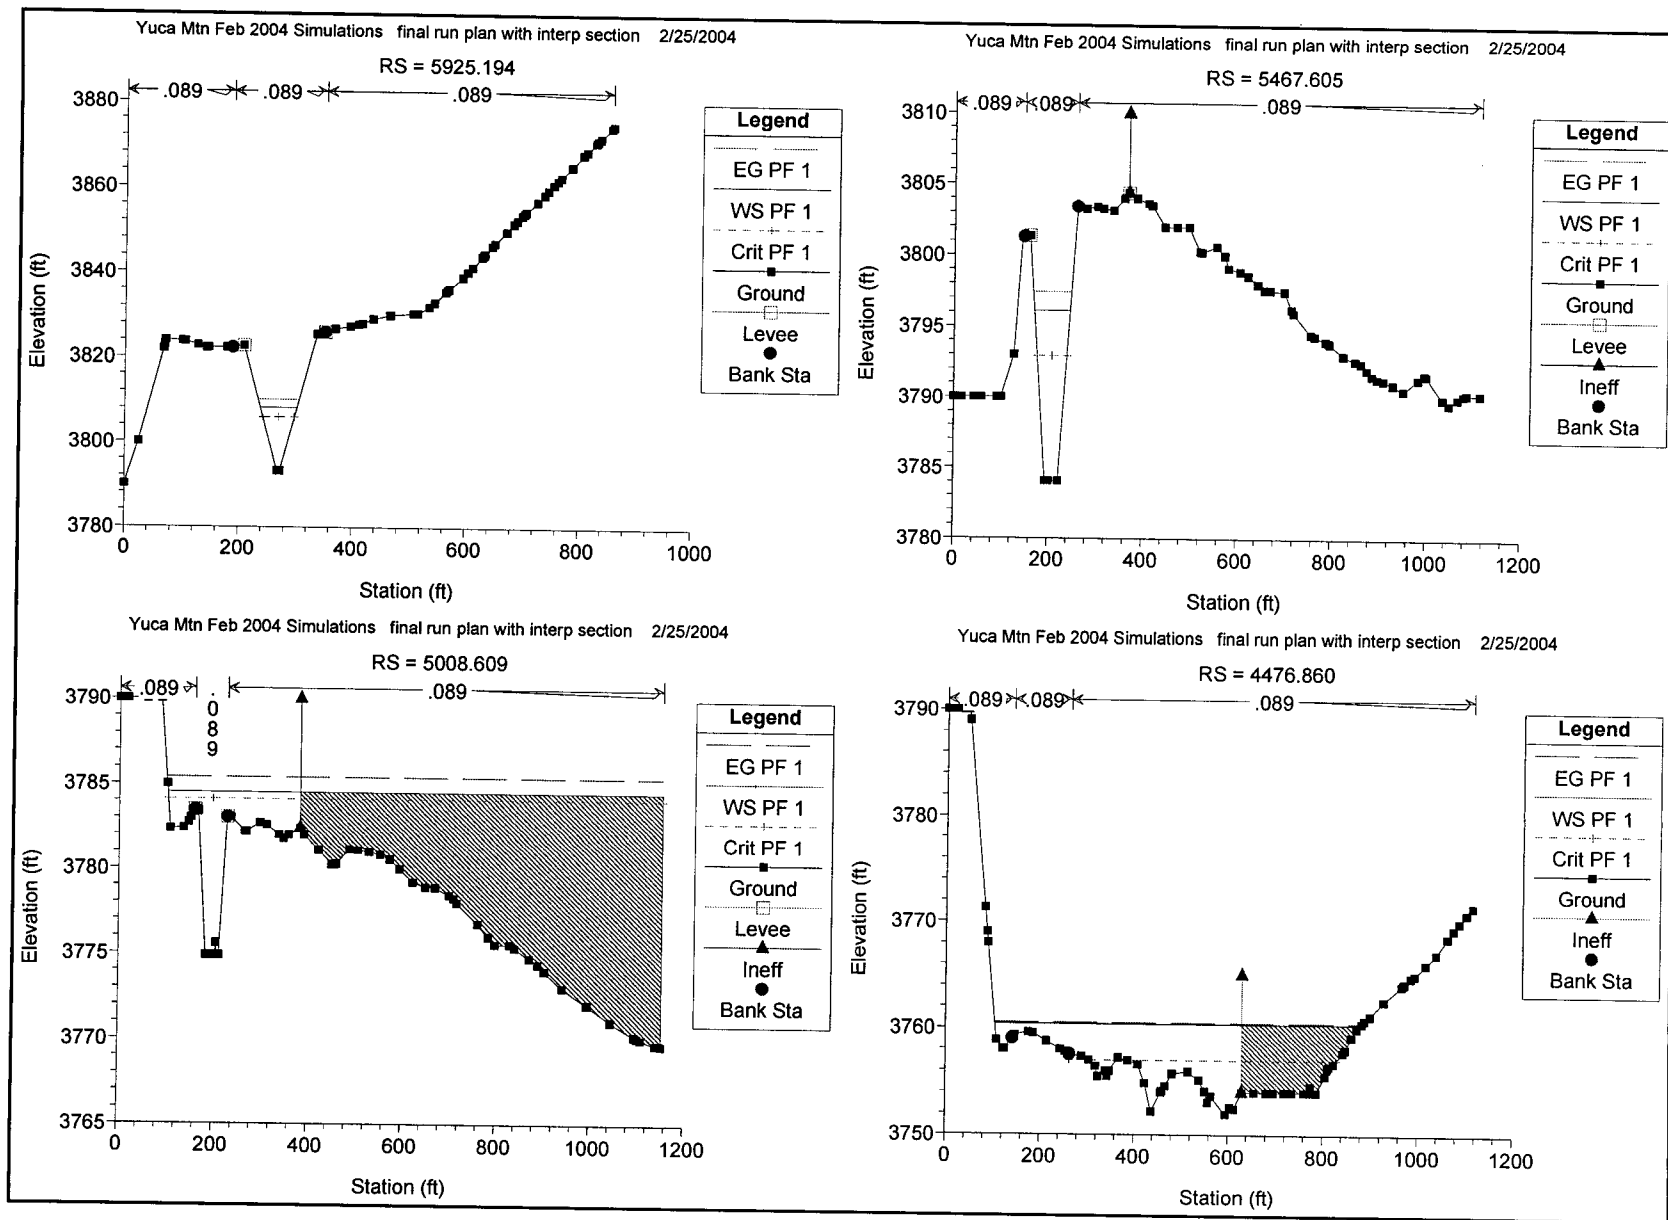 Yuca Mtn Feb 2004 Simulations final run plan with interp section 2/25/2004
RS = 5925.194
.089 .089 .089
3880
3860
3840
3820
3800
3780
Elevation (ft)
0 200 400 600 800 1000
Station (ft)
Legend
EG PF 1
WS PF 1
Crit PF 1
Ground
Levee
Bank Sta
Yuca Mtn Feb 2004 Simulations final run plan with interp section 2/25/2004
RS = 5467.605
.089 .089 .089
3810
3805
3800
3795
3790
3785
3780
Elevation (ft)
0 200 400 600 800 1000 1200
Station (ft)
Legend
EG PF 1
WS PF 1
Crit PF 1
Ground
Levee
Ineff
Bank Sta
Yuca Mtn Feb 2004 Simulations final run plan with interp section 2/25/2004
RS = 5008.609
.089 .089 .089
3790
3785
3780
3775
3770
3765
Elevation (ft)
0 200 400 600 800 1000 1200
Station (ft)
Legend
EG PF 1
WS PF 1
Crit PF 1
Ground
Levee
Ineff
Bank Sta
Yuca Mtn Feb 2004 Simulations final run plan with interp section 2/25/2004
RS = 4476.860
.089 .089 .089
3790
3780
3770
3760
3750
Elevation (ft)
0 200 400 600 800 1000 1200
Station (ft)
Legend
EG PF 1
WS PF 1
Crit PF 1
Ground
Ineff
Bank Sta